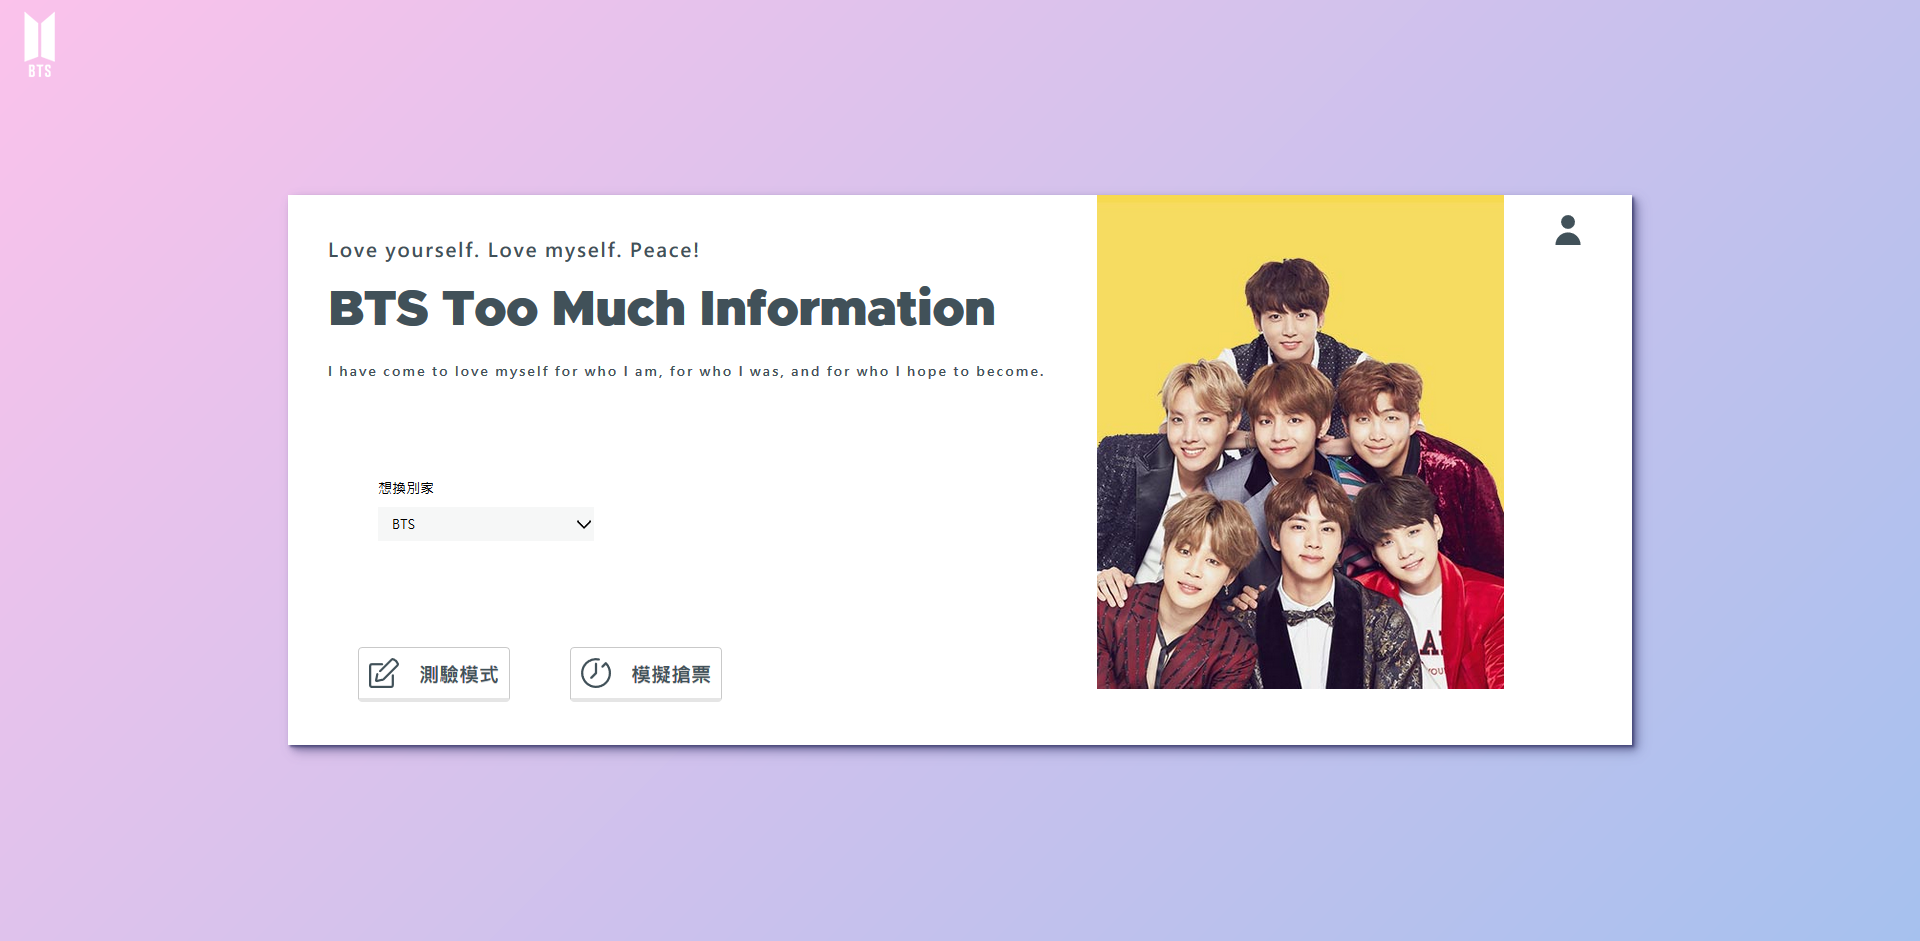 BTS
Love yourself. Love myself. Peace!
BTS Too Much Information
I have come to love myself for who I am, for who I was, and for who I hope to become.
想換別家
BTS
測驗模式
模擬搶票